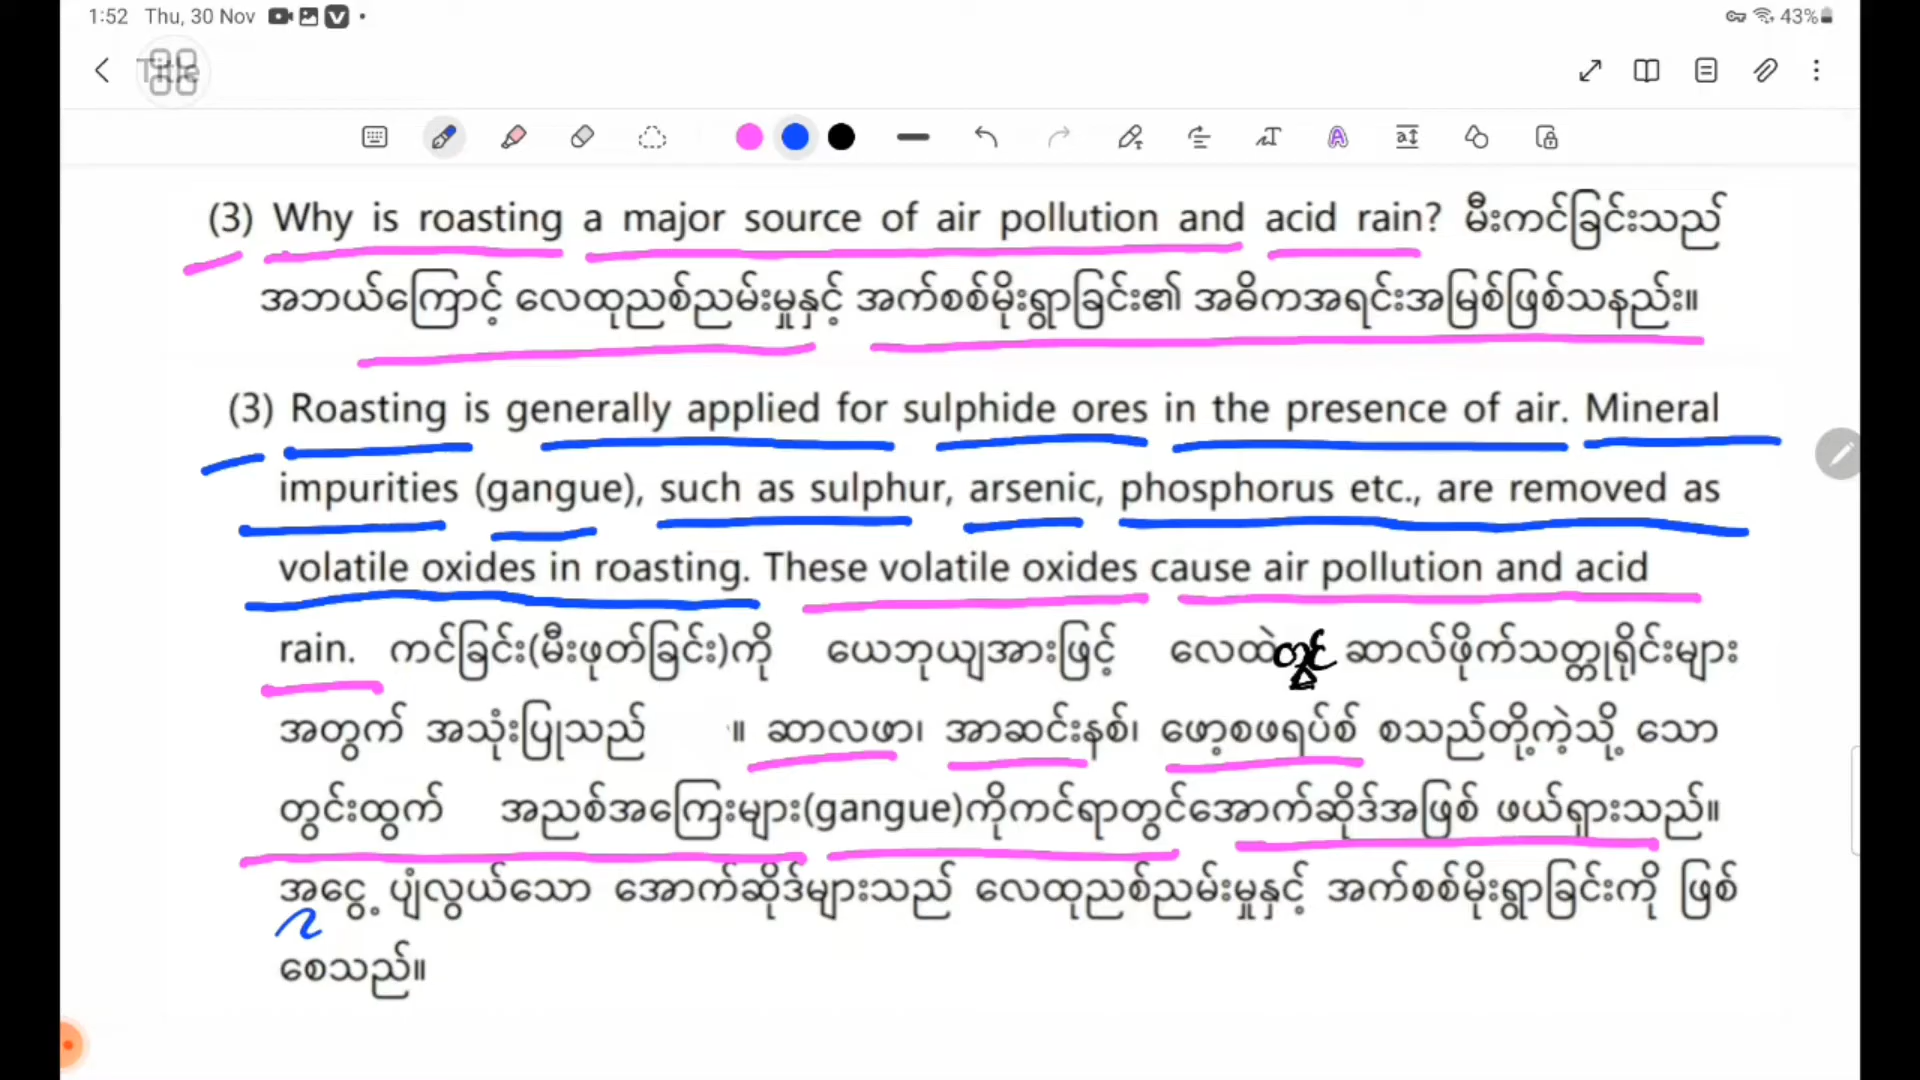 1:52 Thu, 30 Nov
43%
Title
(3) Why is roasting a major source of air pollution and acid rain? မီးကင်ခြင်းသည်
အဘယ်ကြောင့် လေထုညစ်ညမ်းမှုနှင့် အက်စစ်မိုးရွာခြင်း၏ အဓိကအရင်းအမြစ်ဖြစ်သနည်း။
(3) Roasting is generally applied for sulphide ores in the presence of air. Mineral
impurities (gangue), such as sulphur, arsenic, phosphorus etc., are removed as
volatile oxides in roasting. These volatile oxides cause air pollution and acid
rain. ကင်ခြင်း(မီးဖုတ်ခြင်း)ကို ယေဘုယျအားဖြင့် လေထဲတွင် ဆာလ်ဖိုက်သတ္တုရိုင်းများ
အတွက် အသုံးပြုသည် ။ ဆာလဖာ၊ အာဆင်းနစ်၊ ဖော့စဖရပ်စ် စသည်တို့ကဲ့သို့ သော
တွင်းထွက် အညစ်အကြေးများ(gangue)ကိုကင်ရာတွင်အောက်ဆိုဒ်အဖြစ် ဖယ်ရှားသည်။
အငွေ့ ပျံလွယ်သော အောက်ဆိုဒ်များသည် လေထုညစ်ညမ်းမှုနှင့် အက်စစ်မိုးရွာခြင်းကို ဖြစ်
စေသည်။